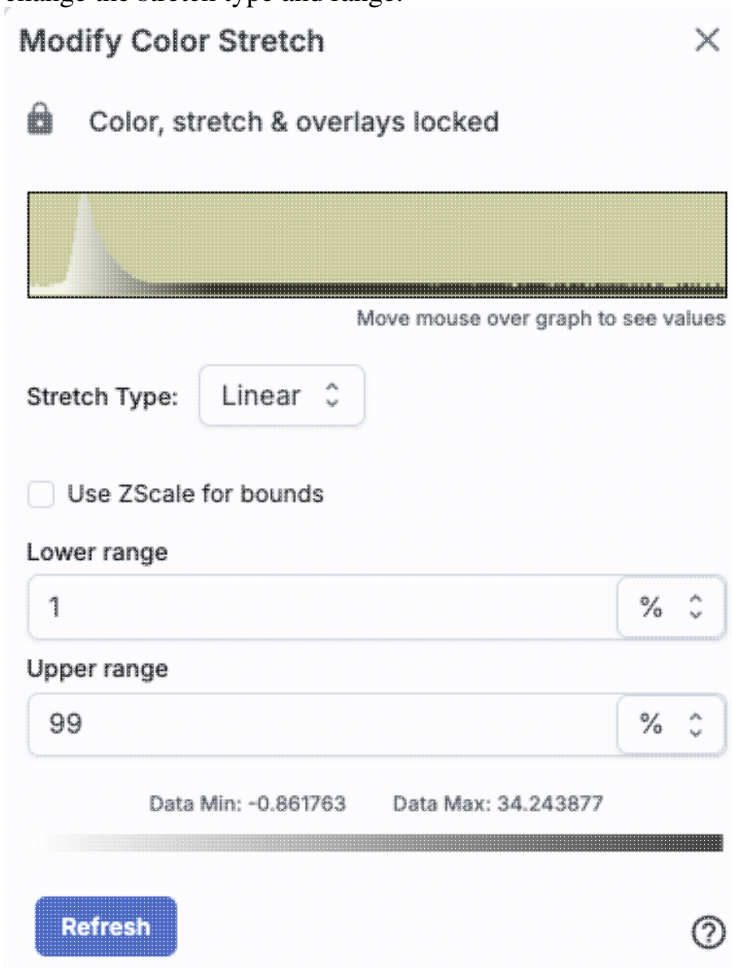 change the stretch type and range.
Modify Color Stretch
Color, stretch & overlays locked
Move mouse over graph to see values
Stretch Type: Linear
Use ZScale for bounds
Lower range
1 %
Upper range
99 %
Data Min: -0.861763 Data Max: 34.243877
Refresh
?